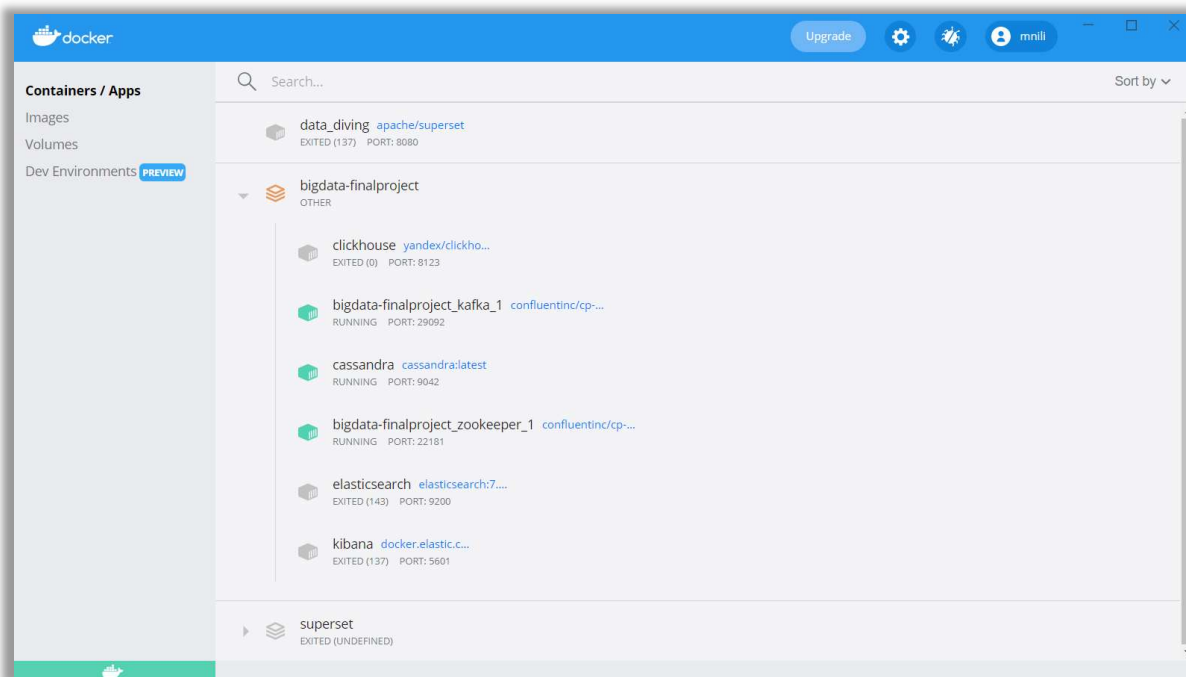 docker
Upgrade
mnili
Containers / Apps
Images
Volumes
Dev Environments PREVIEW
Search...
Sort by
data_diving apache/superset
EXITED (137) PORT: 8080
bigdata-finalproject
OTHER
clickhouse yandex/clickho...
EXITED (0) PORT: 8123
bigdata-finalproject_kafka_1 confluentinc/cp-...
RUNNING PORT: 29092
cassandra cassandra:latest
RUNNING PORT: 9042
bigdata-finalproject_zookeeper_1 confluentinc/cp-...
RUNNING PORT: 22181
elasticsearch elasticsearch:7....
EXITED (143) PORT: 9200
kibana docker.elastic.c...
EXITED (137) PORT: 5601
superset
EXITED (UNDEFINED)